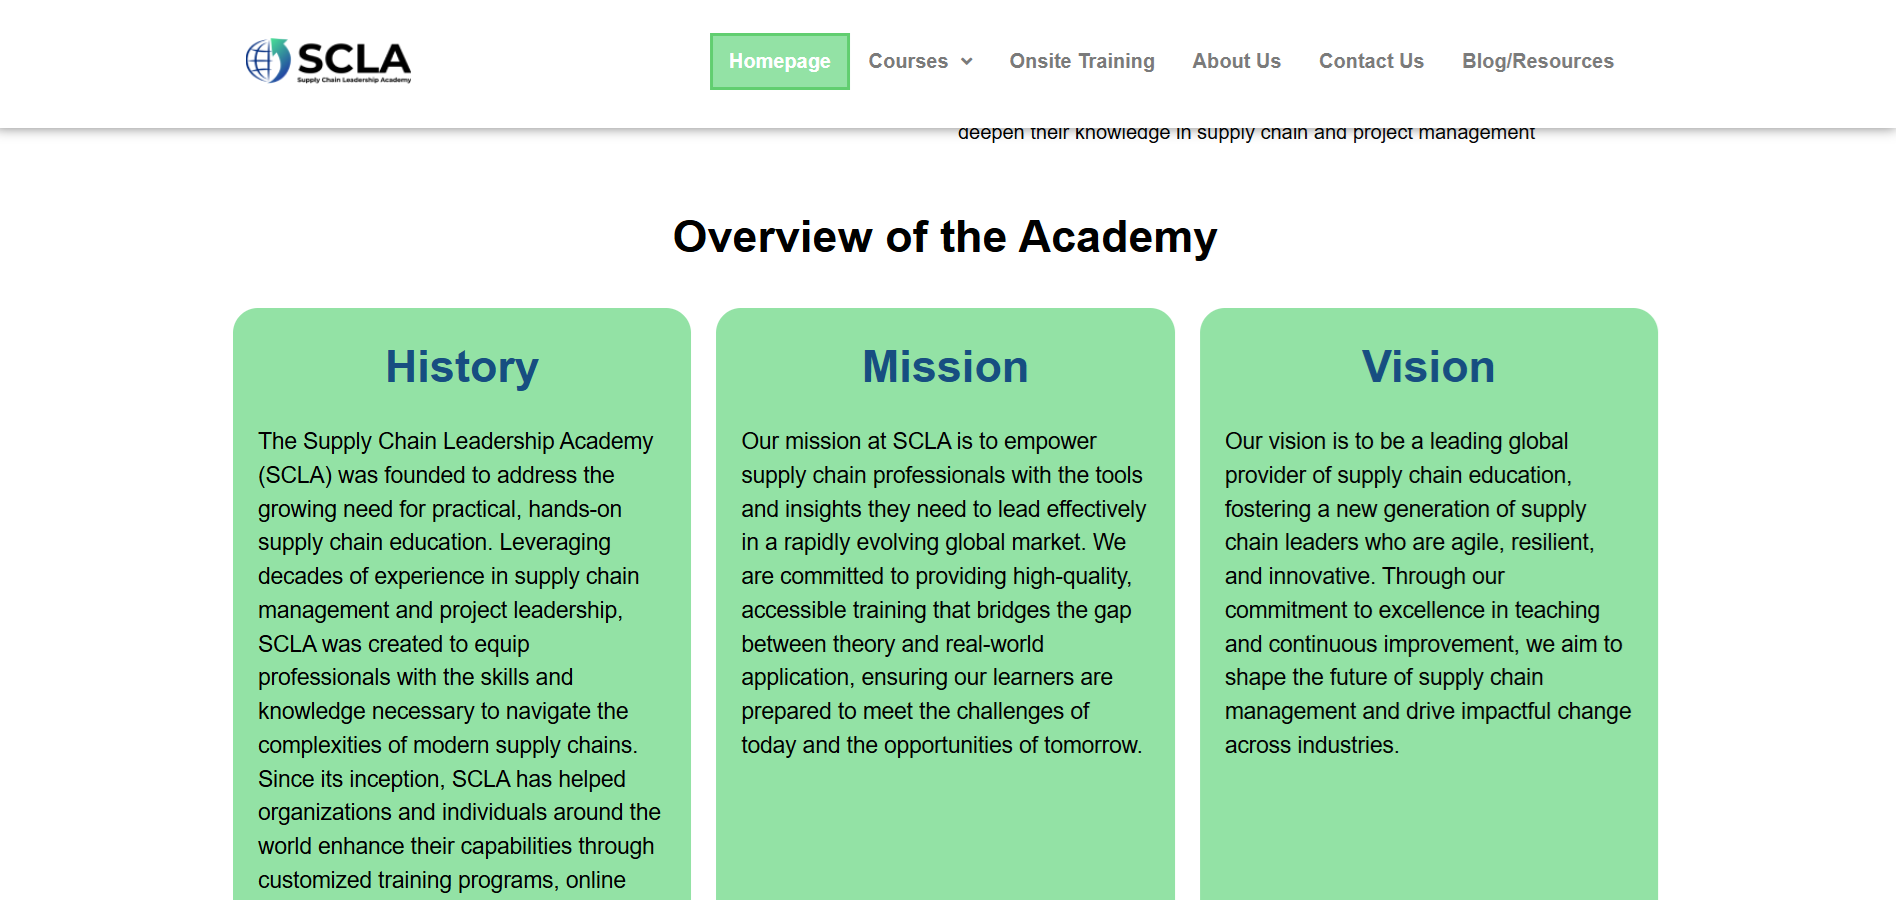 SCLA
Supply Chain Leadership Academy
Homepage
Courses
Onsite Training
About Us
Contact Us
Blog/Resources
deepen their knowledge in supply chain and project management
Overview of the Academy
History
The Supply Chain Leadership Academy
(SCLA) was founded to address the
growing need for practical, hands-on
supply chain education. Leveraging
decades of experience in supply chain
management and project leadership,
SCLA was created to equip
professionals with the skills and
knowledge necessary to navigate the
complexities of modern supply chains.
Since its inception, SCLA has helped
organizations and individuals around the
world enhance their capabilities through
customized training programs, online
Mission
Our mission at SCLA is to empower
supply chain professionals with the tools
and insights they need to lead effectively
in a rapidly evolving global market. We
are committed to providing high-quality,
accessible training that bridges the gap
between theory and real-world
application, ensuring our learners are
prepared to meet the challenges of
today and the opportunities of tomorrow.
Vision
Our vision is to be a leading global
provider of supply chain education,
fostering a new generation of supply
chain leaders who are agile, resilient,
and innovative. Through our
commitment to excellence in teaching
and continuous improvement, we aim to
shape the future of supply chain
management and drive impactful change
across industries.